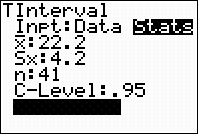 TInterval
Inpt:Data Stats
x̄:22.2
Sx:4.2
n:41
C-Level:.95